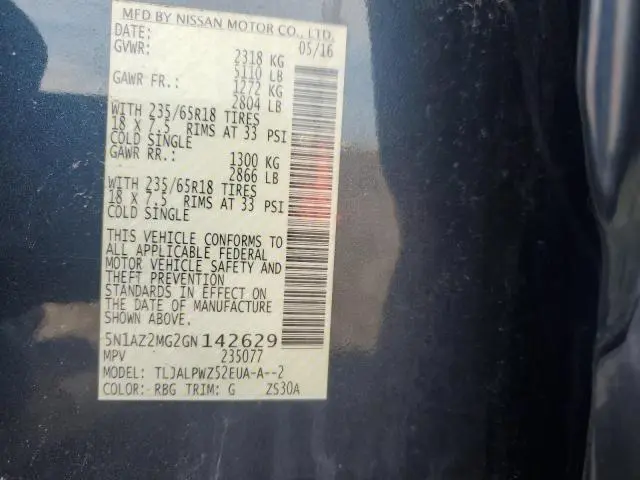 MFD BY NISSAN MOTOR CO., LTD.
DATE: 05/16
GVWR: 2318 KG
5110 LB
GAWR FR.: 1272 KG
2804 LB
WITH 235/65R18 TIRES
18 X 7.5 RIMS AT 33 PSI
COLD SINGLE
GAWR RR.: 1300 KG
2866 LB
WITH 235/65R18 TIRES
18 X 7.5 RIMS AT 33 PSI
COLD SINGLE
THIS VEHICLE CONFORMS TO
ALL APPLICABLE FEDERAL
MOTOR VEHICLE SAFETY AND
THEFT PREVENTION
STANDARDS IN EFFECT ON
THE DATE OF MANUFACTURE
SHOWN ABOVE.
5N1AZ2MG2GN142629
MPV 235077
MODEL: TLJALPWZ52EUA-A--2
COLOR: RBG TRIM: G ZS30A